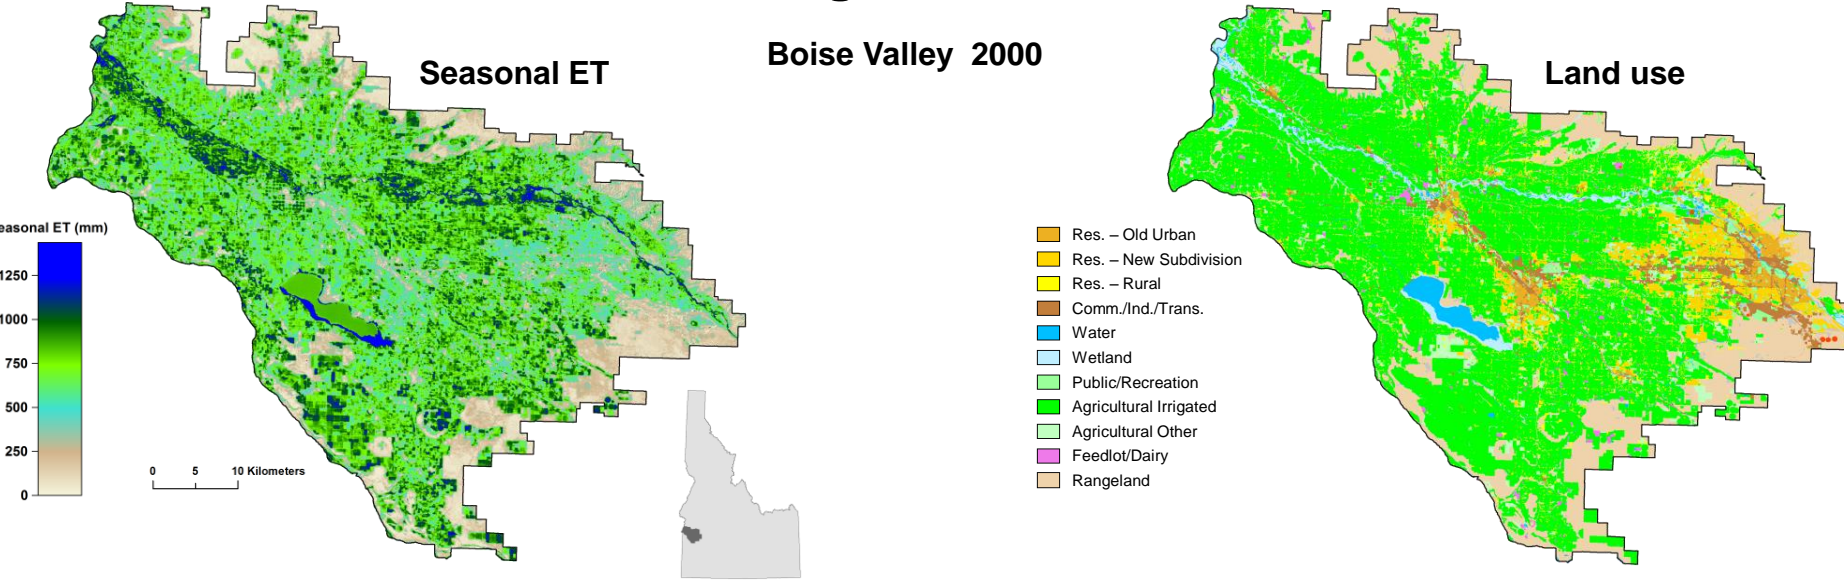 Boise Valley 2000
Seasonal ET
Land use
easonal ET (mm)
1250
1000
750
500
250
0
0 5 10 Kilometers
Res. – Old Urban
Res. – New Subdivision
Res. – Rural
Comm./Ind./Trans.
Water
Wetland
Public/Recreation
Agricultural Irrigated
Agricultural Other
Feedlot/Dairy
Rangeland